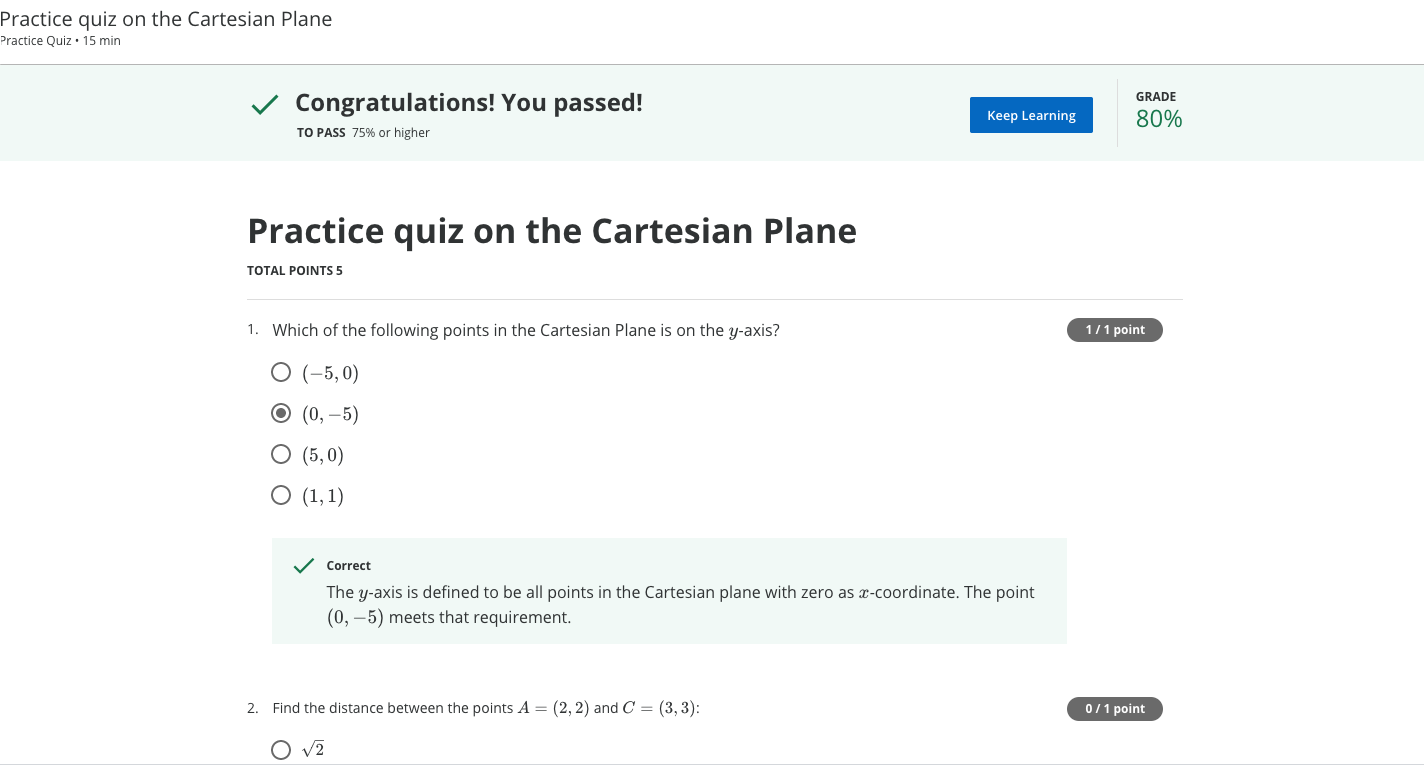 Practice quiz on the Cartesian Plane
Practice Quiz • 15 min
Congratulations! You passed!
TO PASS 75% or higher
Keep Learning
GRADE
80%
Practice quiz on the Cartesian Plane
TOTAL POINTS 5
1. Which of the following points in the Cartesian Plane is on the y-axis?
1 / 1 point
(−5, 0)
(0, −5)
(5, 0)
(1, 1)
Correct
The y-axis is defined to be all points in the Cartesian plane with zero as x-coordinate. The point
(0, −5) meets that requirement.
2. Find the distance between the points A = (2, 2) and C = (3, 3):
0 / 1 point
√2